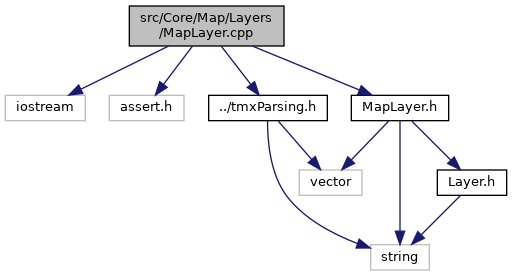 src/Core/Map/Layers
/MapLayer.cpp
iostream
assert.h
../tmxParsing.h
MapLayer.h
vector
Layer.h
string